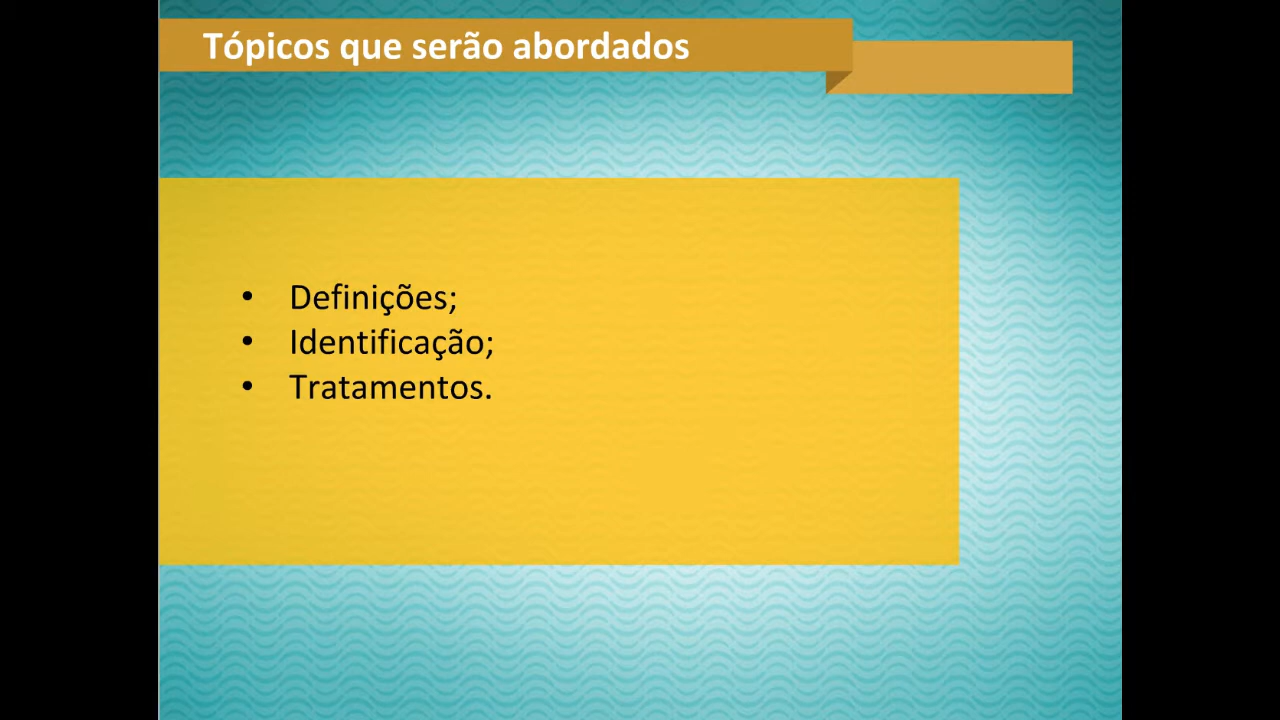 Tópicos que serão abordados
• Definições;
• Identificação;
• Tratamentos.